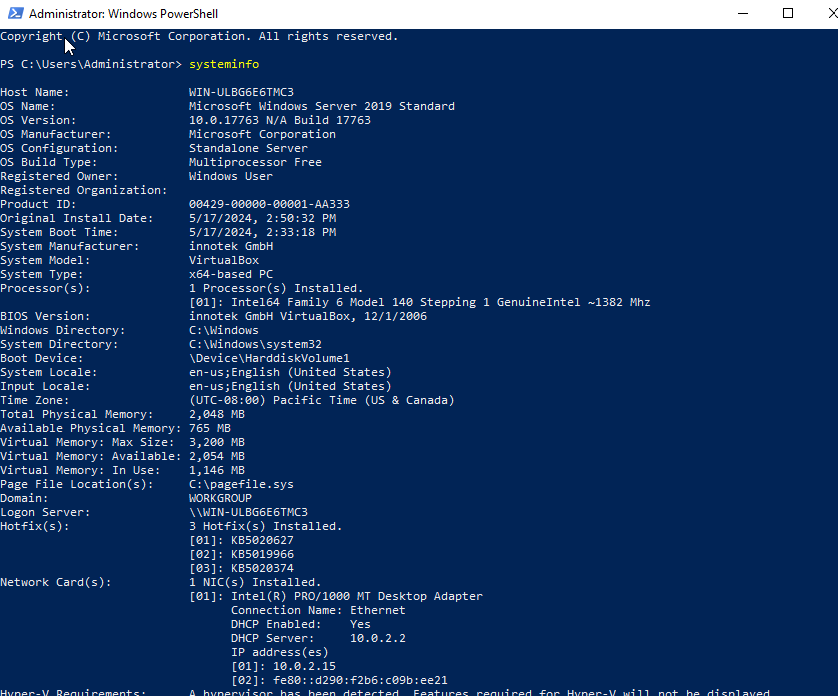 Administrator: Windows PowerShell
Copyright (C) Microsoft Corporation. All rights reserved.
PS C:\Users\Administrator> systeminfo
Host Name: WIN-ULBG6E6TMC3
OS Name: Microsoft Windows Server 2019 Standard
OS Version: 10.0.17763 N/A Build 17763
OS Manufacturer: Microsoft Corporation
OS Configuration: Standalone Server
OS Build Type: Multiprocessor Free
Registered Owner: Windows User
Registered Organization:
Product ID: 00429-00000-00001-AA333
Original Install Date: 5/17/2024, 2:50:32 PM
System Boot Time: 5/17/2024, 2:33:18 PM
System Manufacturer: innotek GmbH
System Model: VirtualBox
System Type: x64-based PC
Processor(s): 1 Processor(s) Installed.
[01]: Intel64 Family 6 Model 140 Stepping 1 GenuineIntel ~1382 Mhz
BIOS Version: innotek GmbH VirtualBox, 12/1/2006
Windows Directory: C:\Windows
System Directory: C:\Windows\system32
Boot Device: \Device\HarddiskVolume1
System Locale: en-us;English (United States)
Input Locale: en-us;English (United States)
Time Zone: (UTC-08:00) Pacific Time (US & Canada)
Total Physical Memory: 2,048 MB
Available Physical Memory: 765 MB
Virtual Memory: Max Size: 3,200 MB
Virtual Memory: Available: 2,054 MB
Virtual Memory: In Use: 1,146 MB
Page File Location(s): C:\pagefile.sys
Domain: WORKGROUP
Logon Server: \\WIN-ULBG6E6TMC3
Hotfix(s): 3 Hotfix(s) Installed.
[01]: KB5020627
[02]: KB5019966
[03]: KB5020374
Network Card(s): 1 NIC(s) Installed.
[01]: Intel(R) PRO/1000 MT Desktop Adapter
Connection Name: Ethernet
DHCP Enabled: Yes
DHCP Server: 10.0.2.2
IP address(es)
[01]: 10.0.2.15
[02]: fe80::d290:f2b6:c09b:ee21
Hyper-V Requirements: A hypervisor has been detected. Features required for Hyper-V will not be displayed.